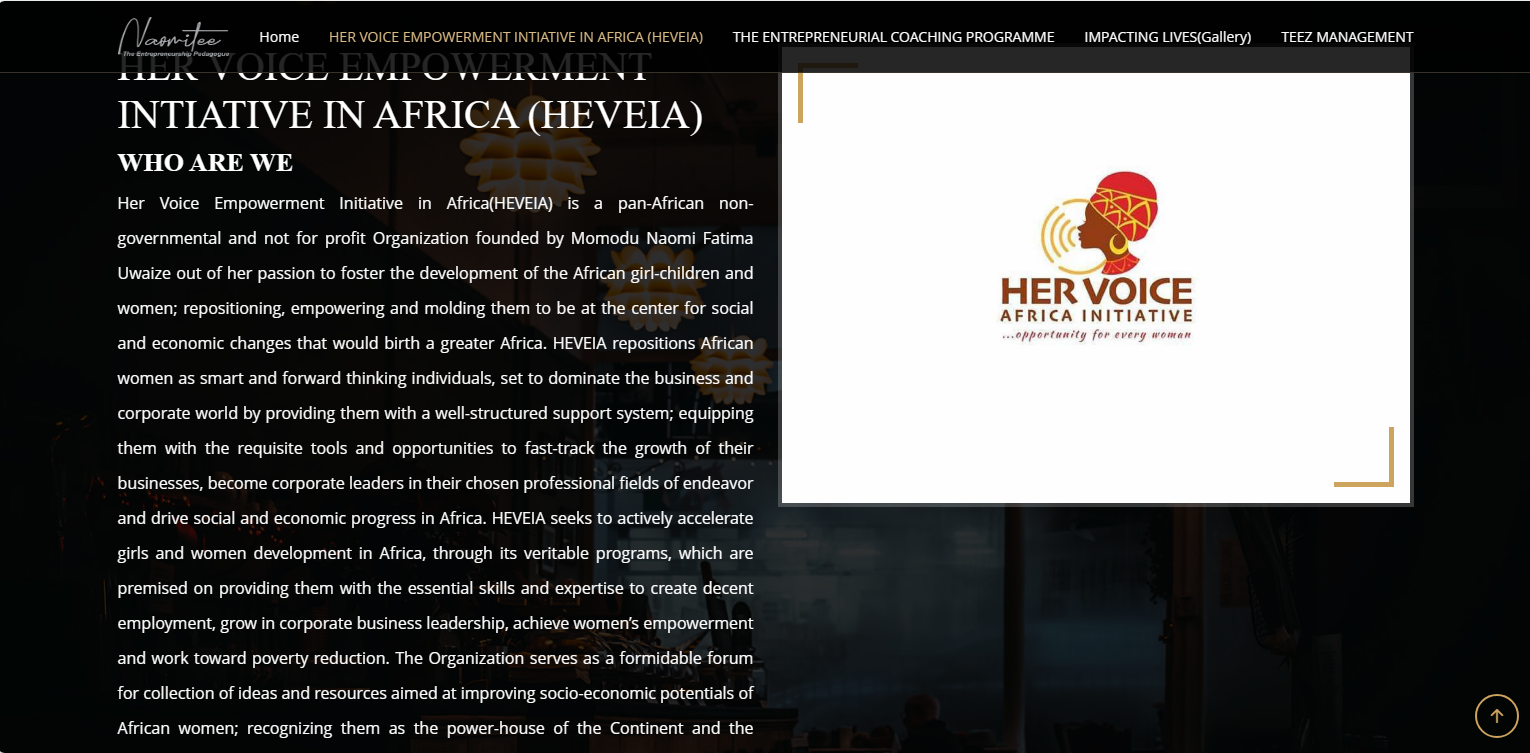 Naomitee
The Entrepreneurship Pedagogue
Home
HER VOICE EMPOWERMENT INTIATIVE IN AFRICA (HEVEIA)
THE ENTREPRENEURIAL COACHING PROGRAMME
IMPACTING LIVES(Gallery)
TEEZ MANAGEMENT
HER VOICE EMPOWERMENT
INTIATIVE IN AFRICA (HEVEIA)
WHO ARE WE
Her Voice Empowerment Initiative in Africa(HEVEIA) is a pan-African non-
governmental and not for profit Organization founded by Momodu Naomi Fatima
Uwaize out of her passion to foster the development of the African girl-children and
women; repositioning, empowering and molding them to be at the center for social
and economic changes that would birth a greater Africa. HEVEIA repositions African
women as smart and forward thinking individuals, set to dominate the business and
corporate world by providing them with a well-structured support system; equipping
them with the requisite tools and opportunities to fast-track the growth of their
businesses, become corporate leaders in their chosen professional fields of endeavor
and drive social and economic progress in Africa. HEVEIA seeks to actively accelerate
girls and women development in Africa, through its veritable programs, which are
premised on providing them with the essential skills and expertise to create decent
employment, grow in corporate business leadership, achieve women’s empowerment
and work toward poverty reduction. The Organization serves as a formidable forum
for collection of ideas and resources aimed at improving socio-economic potentials of
African women; recognizing them as the power-house of the Continent and the
HER VOICE
AFRICA INITIATIVE
...opportunity for every woman